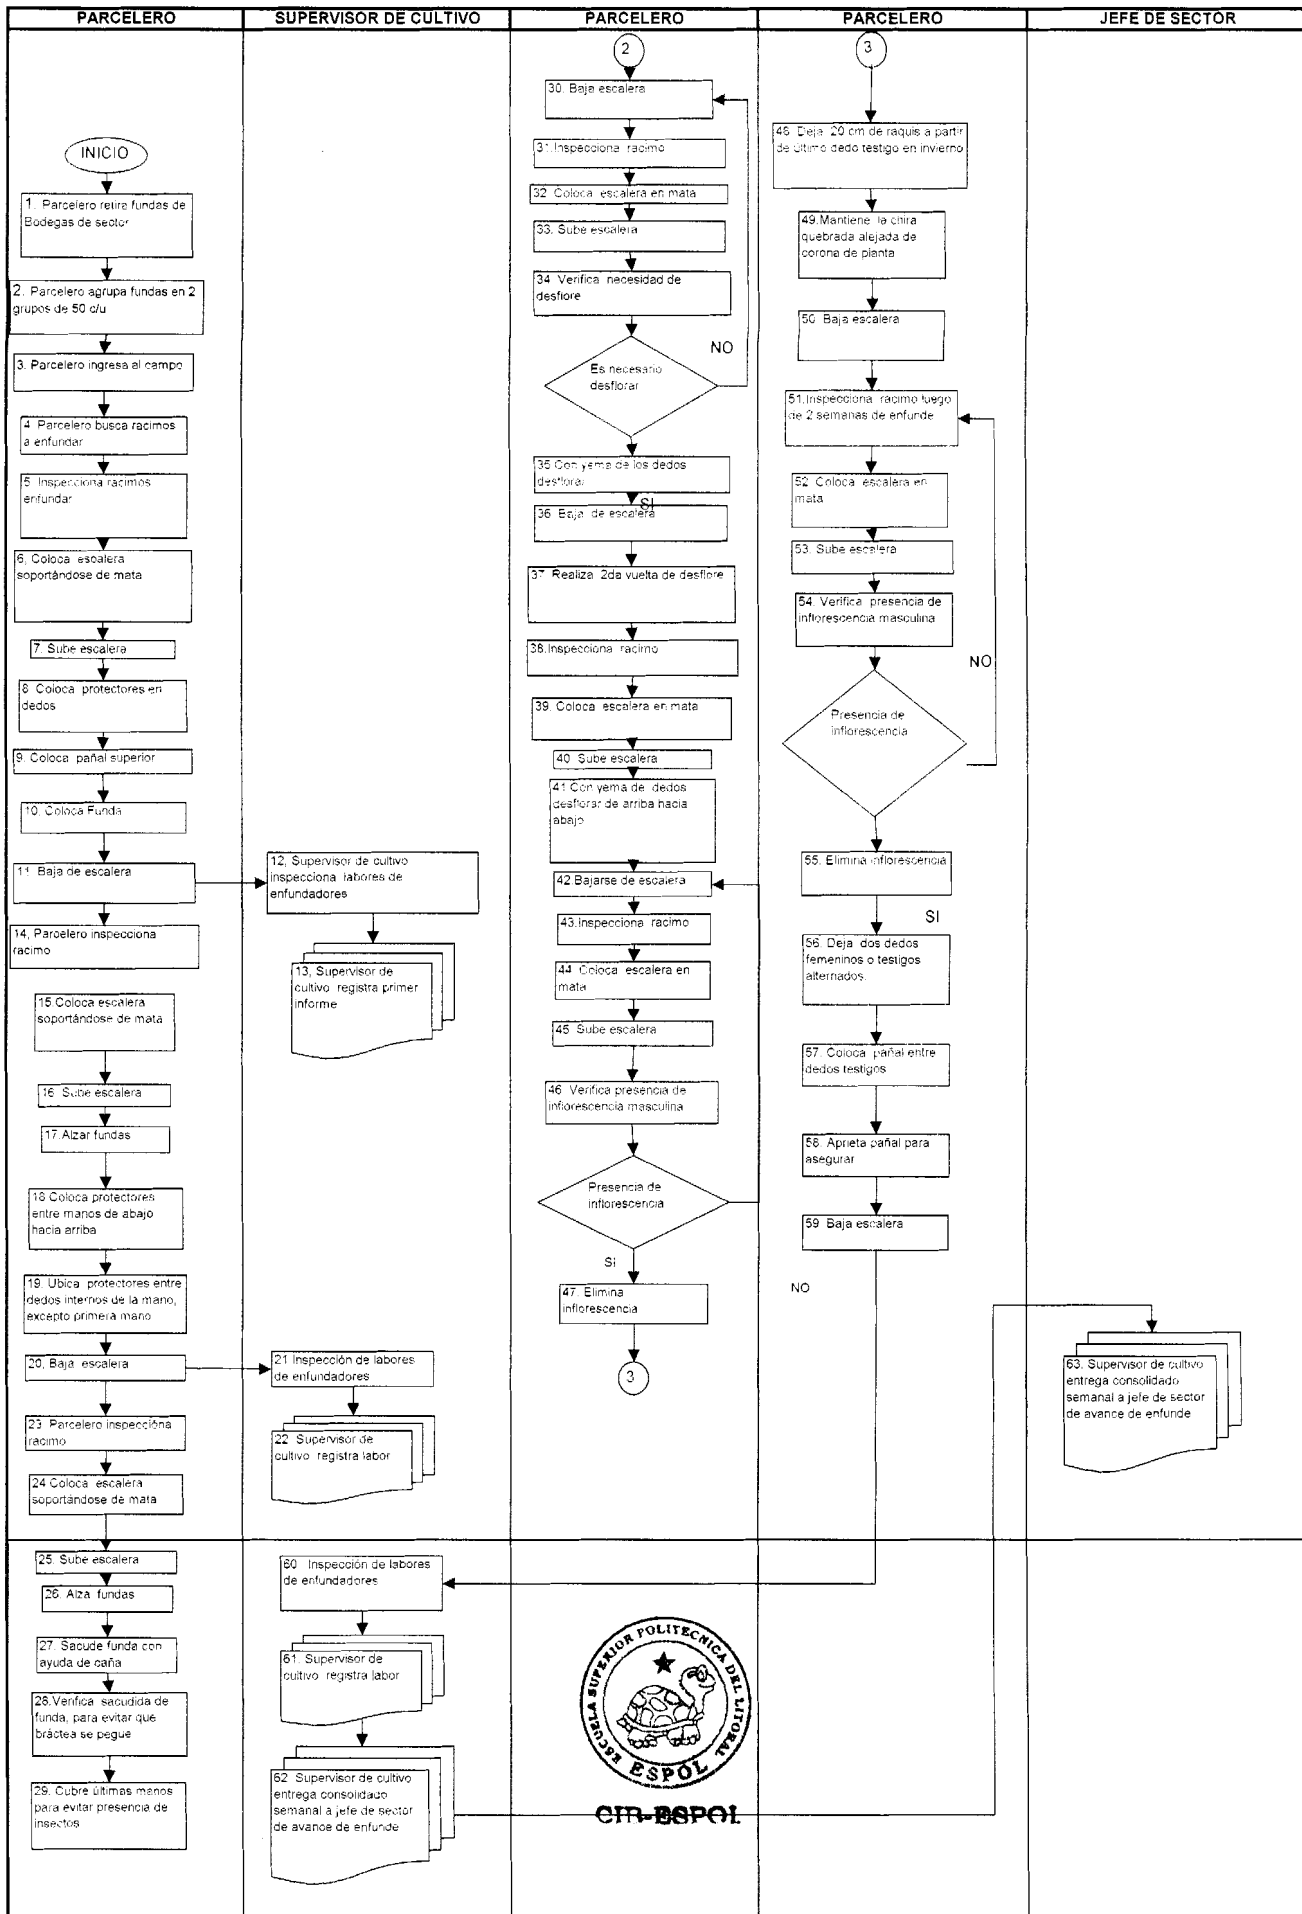 PARCELERO
SUPERVISOR DE CULTIVO
PARCELERO
PARCELERO
JEFE DE SECTOR
INICIO
1. Parcelero retira fundas de
Bodegas de sector
2. Parcelero agrupa fundas en 2
grupos de 50 c/u
3. Parcelero ingresa al campo
4. Parcelero busca racimos
a enfundar
5. Inspecciona racimos
enfundar
6, Coloca escalera
soportándose de mata
7. Sube escalera
8 Coloca protectores en
dedos
9. Coloca pañal superior
10. Coloca Funda
11. Baja de escalera
14, Parcelero inspecciona
racimo
15.Coloca escalera
soportándose de mata
16. Sube escalera
17.Alzar fundas
18 Coloca protectores
entre manos de abajo
hacia arriba
19. Ubica protectores entre
dedos internos de la mano,
excepto primera mano
20, Baja escalera
23 Parcelero inspecciona
racimo
24 Coloca escalera
soportándose de mata
25. Sube escalera
26. Alza fundas
27. Sacude funda con
ayuda de caña
28.Verifica sacudida de
funda, para evitar que
bráctea se pegue
29. Cubre últimas manos
para evitar presencia de
insectos
12, Supervisor de cultivo
inspecciona labores de
enfundadores
13, Supervisor de
cultivo registra primer
informe
21 Inspección de labores
de enfundadores
22 Supervisor de
cultivo registra labor
60 Inspección de labores
de enfundadores
61. Supervisor de
cultivo registra labor
62 Supervisor de cultivo
entrega consolidado
semanal a jefe de sector
de avance de enfunde
2
30. Baja escalera
31.Inspecciona racimo
32 Coloca escalera en mata
33. Sube escalera
34 Verifica necesidad de
desflore
Es necesario
desflorar
NO
35 Con yema de los dedos
desflorar
SI
36 Baja de escalera
37 Realiza 2da vuelta de desflore
38.Inspecciona racimo
39. Coloca escalera en mata
40 Sube escalera
41 Con yema de dedos
desflorar de arriba hacia
abajo
42.Bajarse de escalera
43.Inspecciona racimo
44 Coloca escalera en
mata
45 Sube escalera
46 Verifica presencia de
inflorescencia masculina
Presencia de
inflorescencia
SI
47. Elimina
inflorescencia
3
3
48 Deja 20 cm de raquis a partir
de último dedo testigo en invierno
49.Mantiene la chira
quebrada alejada de
corona de planta
50 Baja escalera
51.Inspecciona racimo luego
de 2 semanas de enfunde
52 Coloca escalera en
mata
53. Sube escalera
54. Verifica presencia de
inflorescencia masculina
NO
Presencia de
inflorescencia
55. Elimina inflorescencia
SI
56. Deja dos dedos
femeninos o testigos
alternados.
57. Coloca pañal entre
dedos testigos
58. Aprieta pañal para
asegurar
59 Baja escalera
NO
63. Supervisor de cultivo
entrega consolidado
semanal a jefe de sector
de avance de enfunde
ESCUELA SUPERIOR POLITECNICA DEL LITORAL
ESPOL
CIB-ESPOL